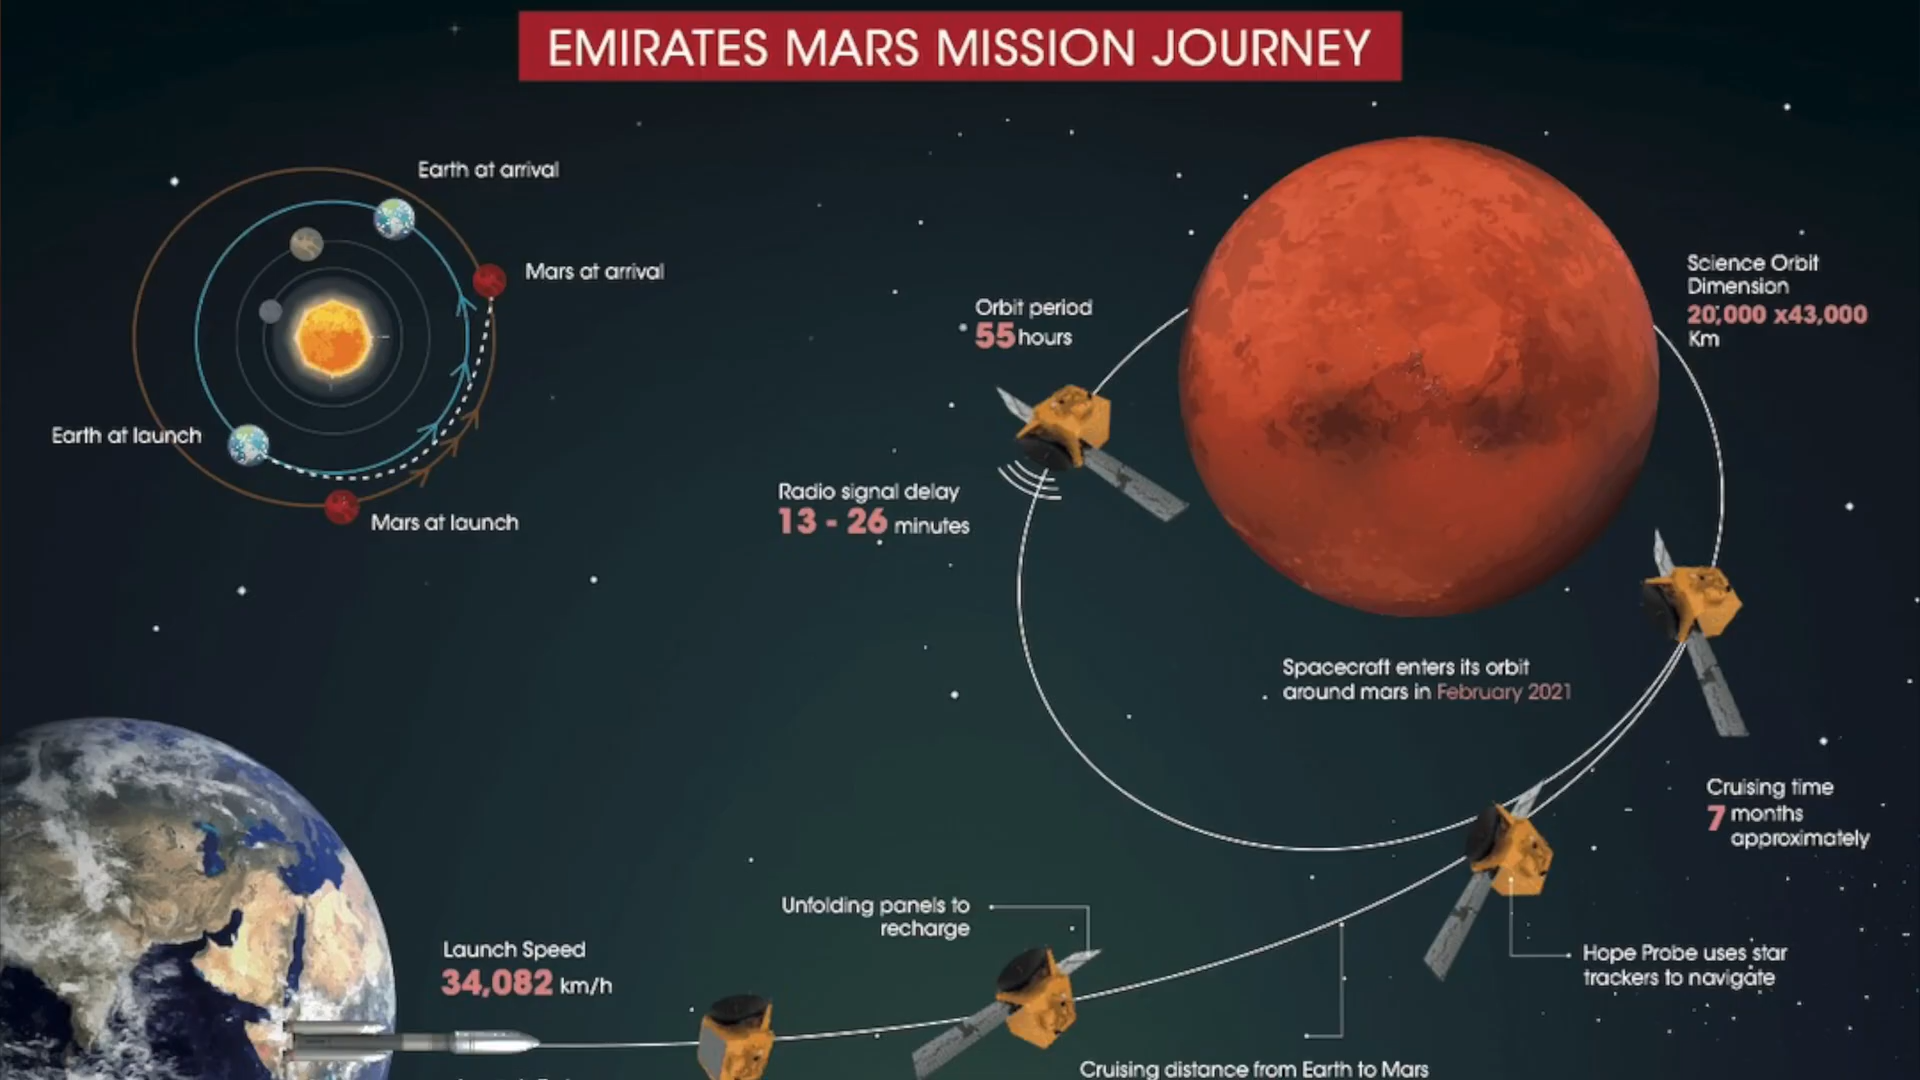 EMIRATES MARS MISSION JOURNEY
Earth at arrival
Mars at arrival
Earth at launch
Mars at launch
Orbit period
55 hours
Science Orbit
Dimension
20,000 x43,000
Km
Radio signal delay
13 - 26 minutes
Spacecraft enters its orbit
around mars in February 2021
Cruising time
7 months
approximately
Unfolding panels to
recharge
Launch Speed
34,082 km/h
Hope Probe uses star
trackers to navigate
Cruising distance from Earth to Mars